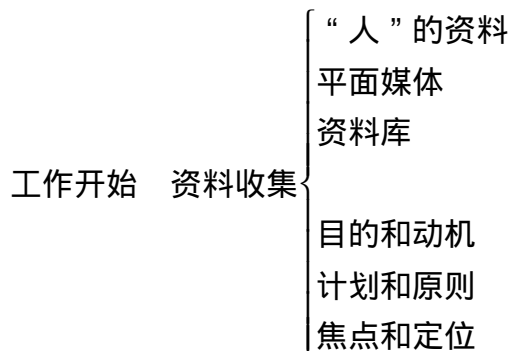 “人”的资料
平面媒体
资料库
工作开始 资料收集
目的和动机
计划和原则
焦点和定位